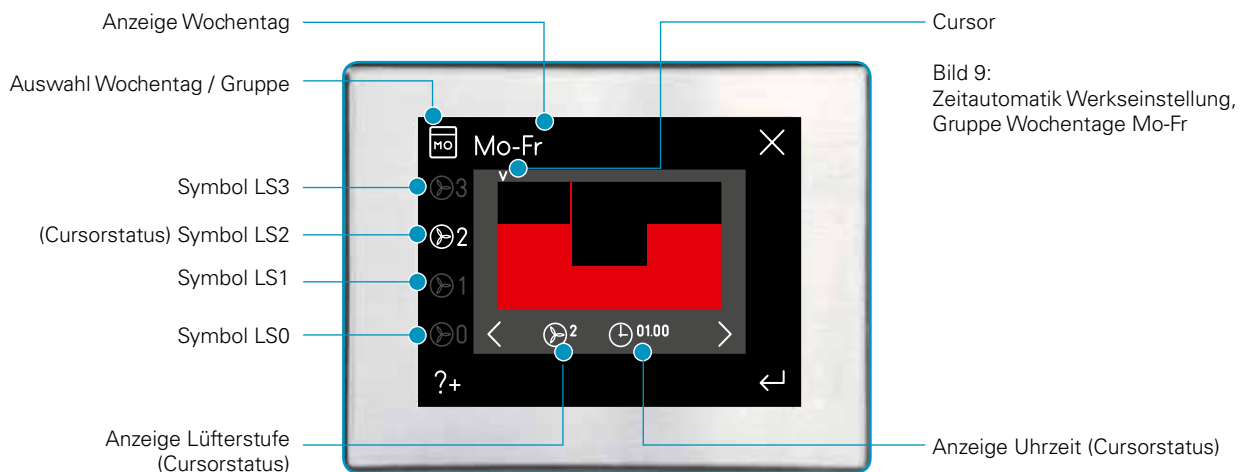 Anzeige Wochentag
Cursor
Auswahl Wochentag / Gruppe
Bild 9:
Zeitautomatik Werkseinstellung,
Gruppe Wochentage Mo-Fr
MO
Mo-Fr
v
Symbol LS3
3
(Cursorstatus) Symbol LS2
2
Symbol LS1
1
Symbol LS0
0
2
01.00
?+
Anzeige Lüfterstufe
(Cursorstatus)
Anzeige Uhrzeit (Cursorstatus)